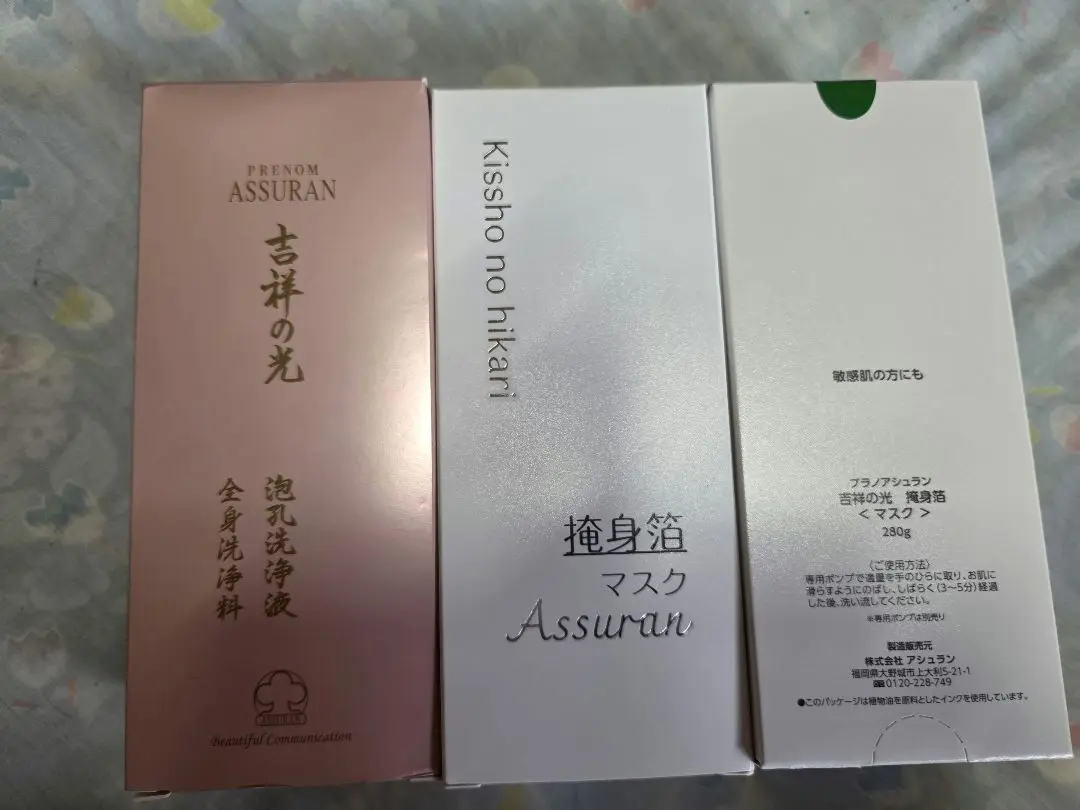 PRENOM
ASSURAN
吉祥の光
泡孔洗浄液
全身洗浄料
ASSURAN
Beautiful Communication
Kissho no hikari
掩身箔
マスク
Assuran
敏感肌の方にも
プラノアシュラン
吉祥の光 掩身箔
＜マスク＞
280g
〈ご使用方法〉
専用ポンプで適量を手のひらに取り、お肌に
滑らすようにのばし、しばらく（3〜5分）経過
した後、洗い流してください。
※専用ポンプは別売り
製造販売元
株式会社 アシュラン
福岡県大野城市上大利5-21-1
0120-228-749
●このパッケージは植物油を原料としたインクを使用しています。